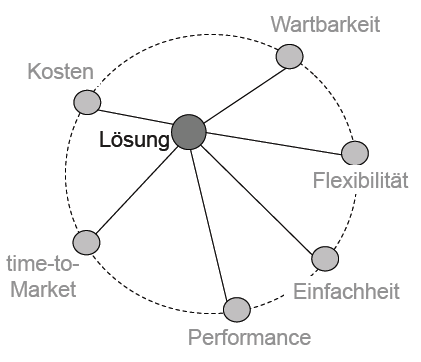 Wartbarkeit
Kosten
Lösung
Flexibilität
time-to-
Market
Einfachheit
Performance